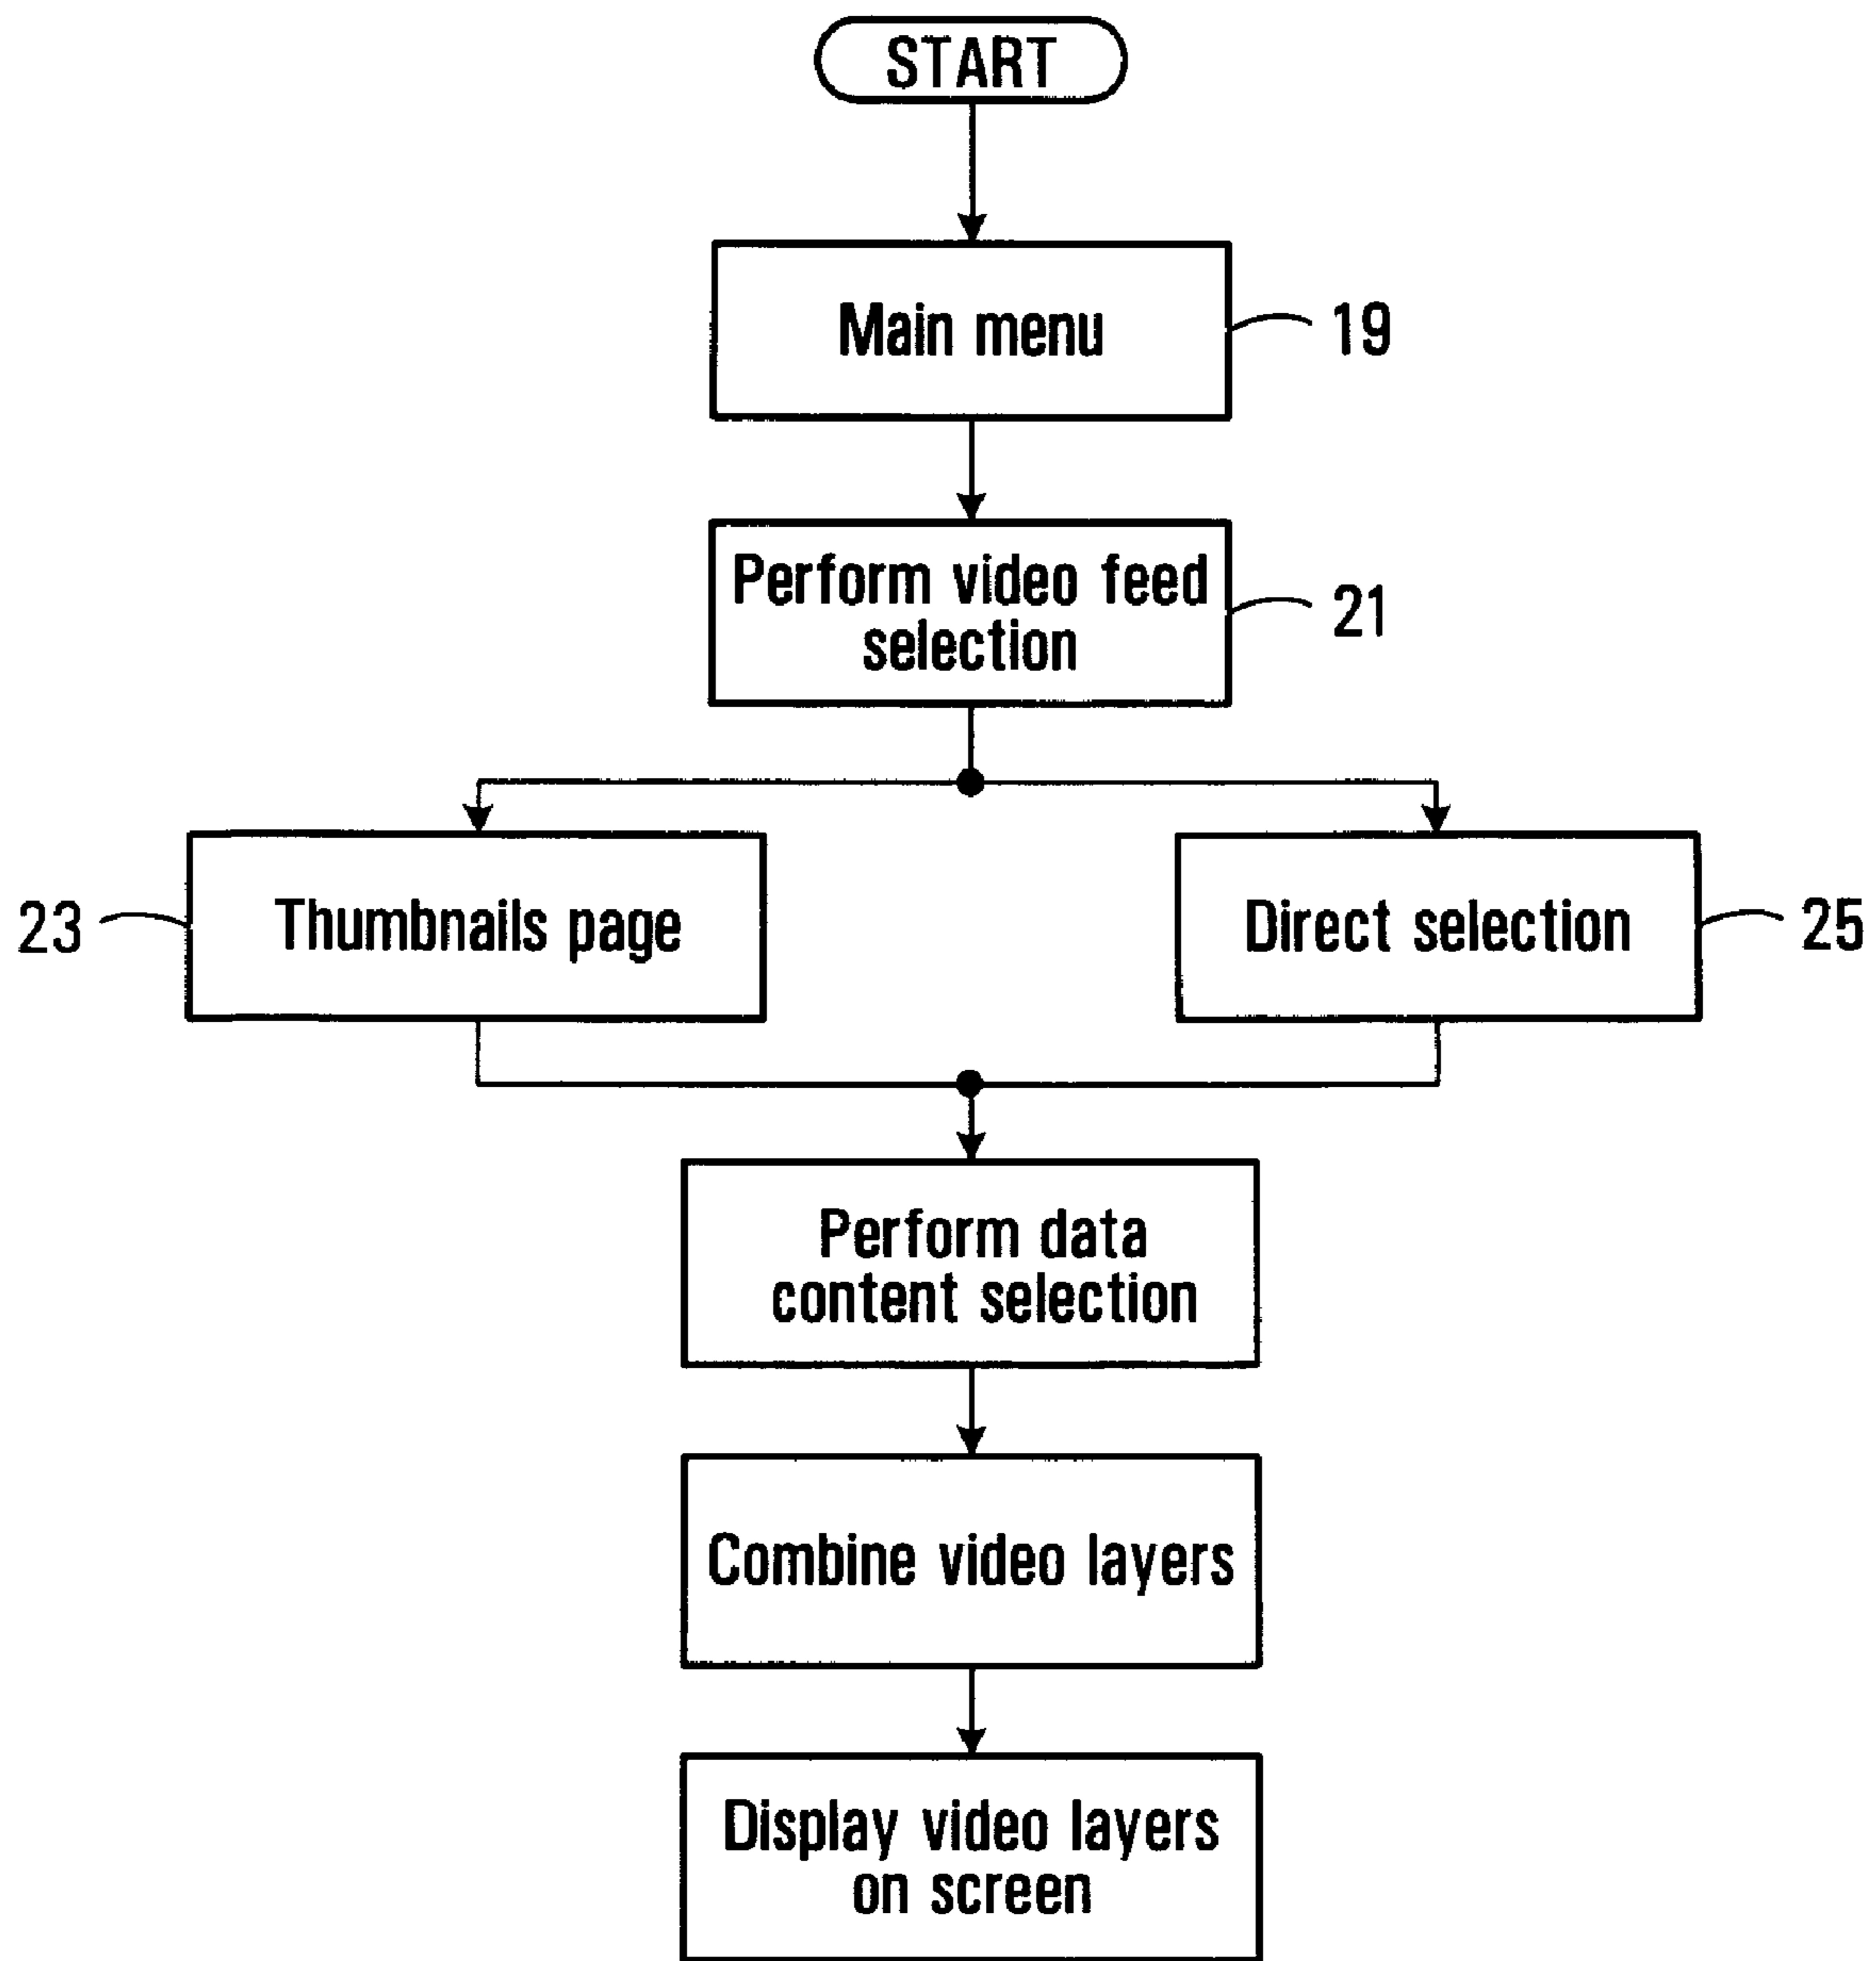 START
Main menu
19
Perform video feed
selection
21
23
Thumbnails page
Direct selection
25
Perform data
content selection
Combine video layers
Display video layers
on screen